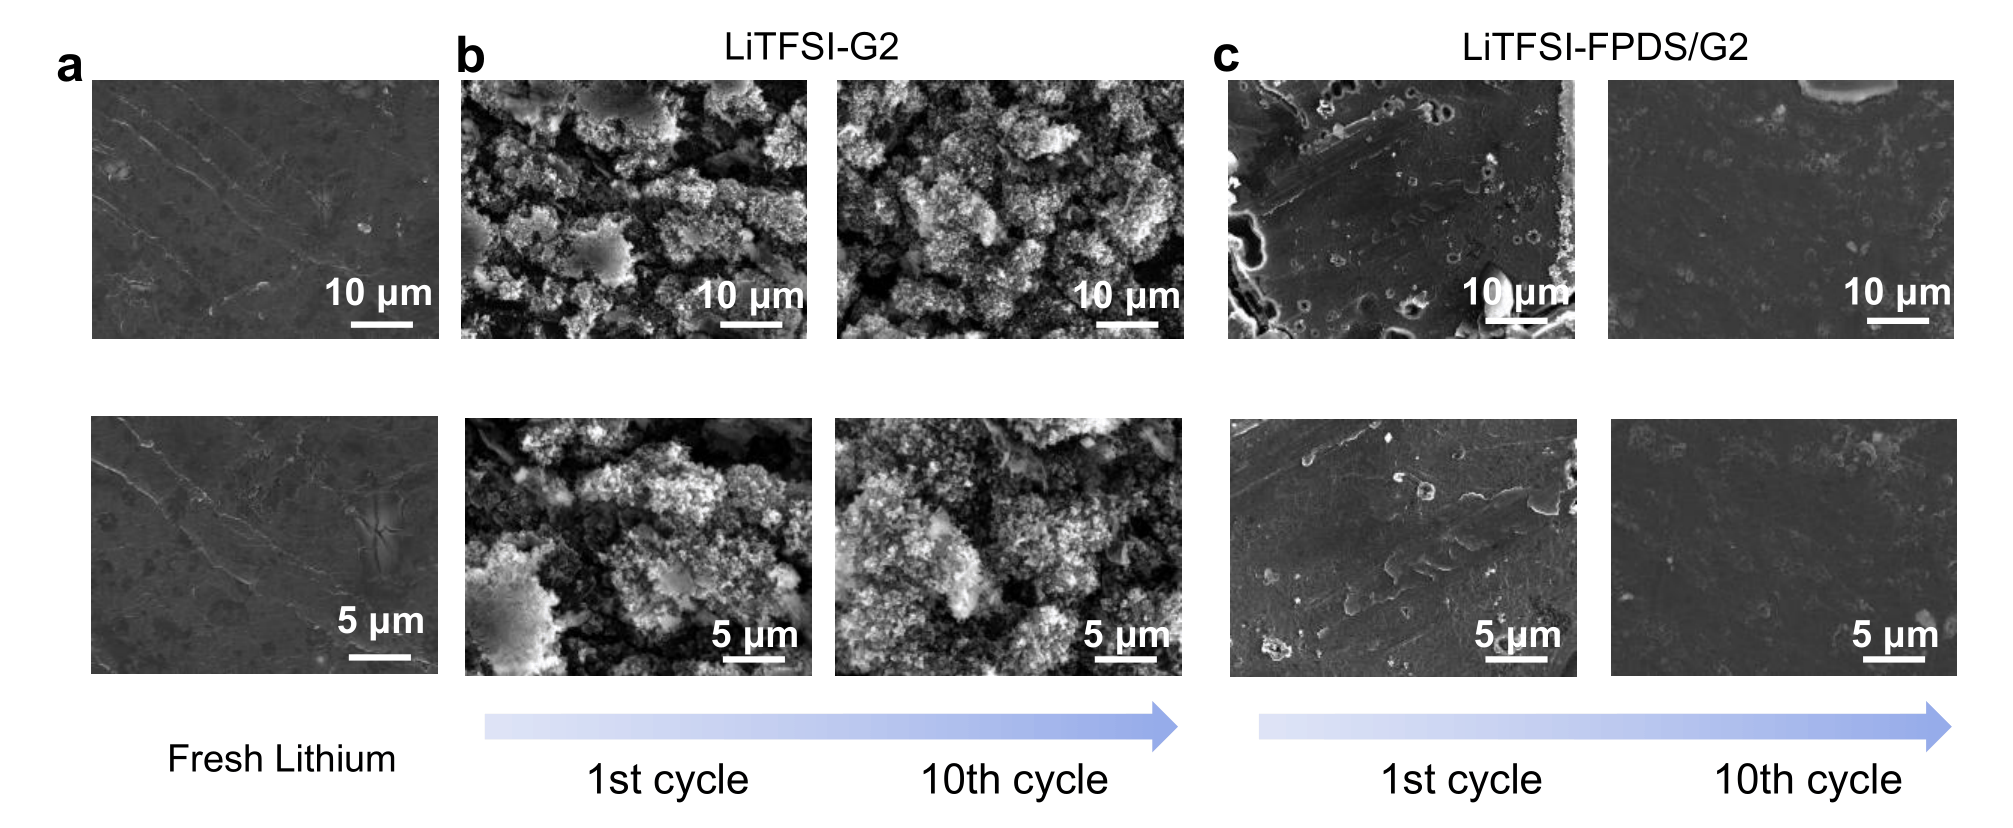 a
b
LiTFSI-G2
c
LiTFSI-FPDS/G2
10 µm
10 µm
10 µm
10 µm
10 µm
5 µm
5 µm
5 µm
5 µm
5 µm
Fresh Lithium
1st cycle
10th cycle
1st cycle
10th cycle